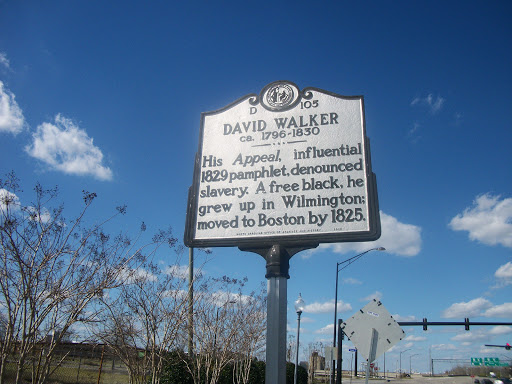 D 105
DAVID WALKER
ca. 1796-1830
His Appeal, influential
1829 pamphlet, denounced
slavery. A free black, he
grew up in Wilmington;
moved to Boston by 1825.